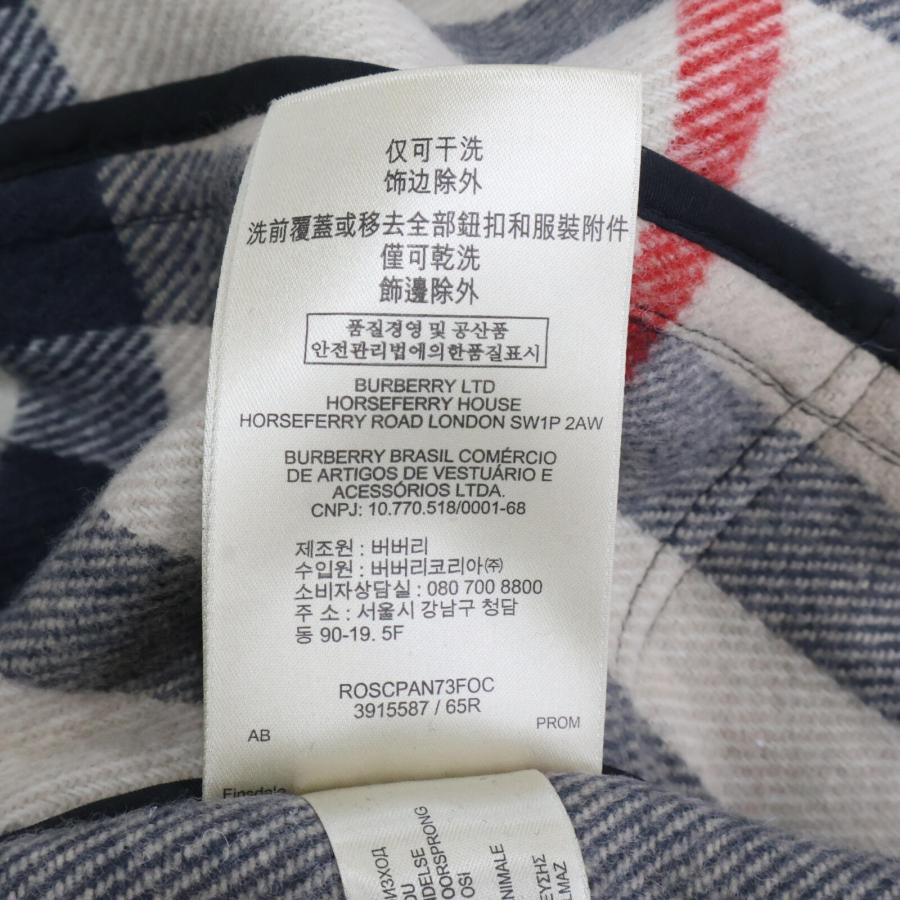 仅可干洗
饰边除外
洗前覆蓋或移去全部鈕扣和服裝附件
僅可乾洗
飾邊除外
품질경영 및 공산품
안전관리법에의한품질표시
BURBERRY LTD
HORSEFERRY HOUSE
HORSEFERRY ROAD LONDON SW1P 2AW
BURBERRY BRASIL COMÉRCIO
DE ARTIGOS DE VESTUÁRIO E
ACESSÓRIOS LTDA.
CNPJ: 10.770.518/0001-68
제조원 : 버버리
수입원 : 버버리코리아㈜
소비자상담실 : 080 700 8800
주 소 : 서울시 강남구 청담
동 90-19. 5F
ROSCPAN73FOC
3915587 / 65R
AB PROM
Finsdale